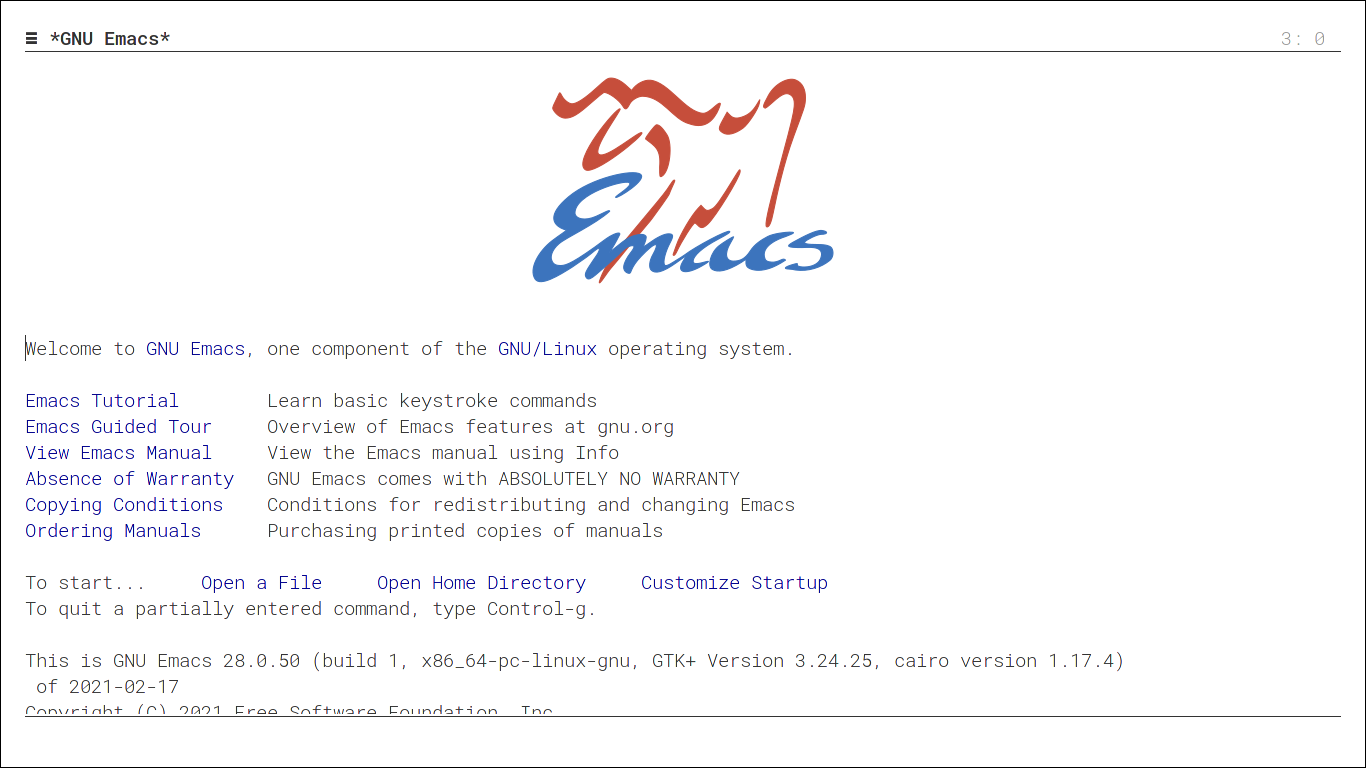 ≡ *GNU Emacs* 3: 0
Emacs
Welcome to GNU Emacs, one component of the GNU/Linux operating system.
Emacs Tutorial Learn basic keystroke commands
Emacs Guided Tour Overview of Emacs features at gnu.org
View Emacs Manual View the Emacs manual using Info
Absence of Warranty GNU Emacs comes with ABSOLUTELY NO WARRANTY
Copying Conditions Conditions for redistributing and changing Emacs
Ordering Manuals Purchasing printed copies of manuals
To start... Open a File Open Home Directory Customize Startup
To quit a partially entered command, type Control-g.
This is GNU Emacs 28.0.50 (build 1, x86_64-pc-linux-gnu, GTK+ Version 3.24.25, cairo version 1.17.4)
of 2021-02-17
Copyright (C) 2021 Free Software Foundation, Inc.